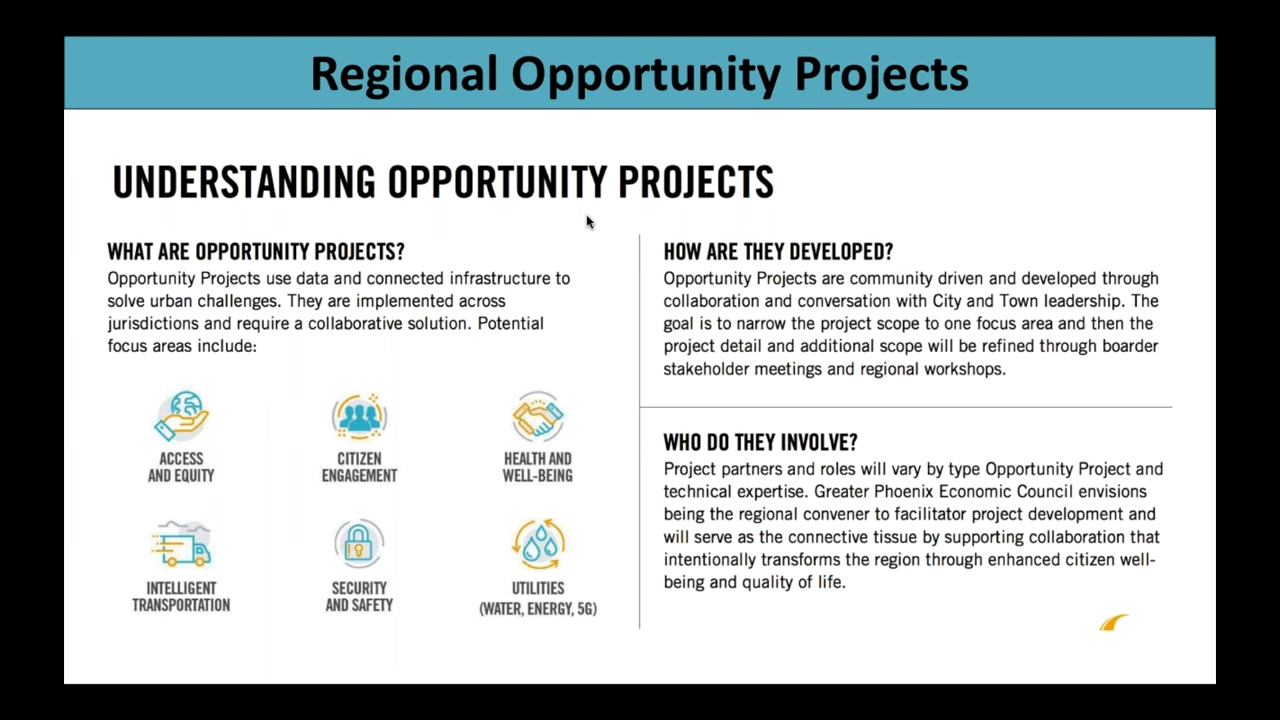 Regional Opportunity Projects
UNDERSTANDING OPPORTUNITY PROJECTS
WHAT ARE OPPORTUNITY PROJECTS?
Opportunity Projects use data and connected infrastructure to
solve urban challenges. They are implemented across
jurisdictions and require a collaborative solution. Potential
focus areas include:
ACCESS
AND EQUITY
CITIZEN
ENGAGEMENT
HEALTH AND
WELL-BEING
INTELLIGENT
TRANSPORTATION
SECURITY
AND SAFETY
UTILITIES
(WATER, ENERGY, 5G)
HOW ARE THEY DEVELOPED?
Opportunity Projects are community driven and developed through
collaboration and conversation with City and Town leadership. The
goal is to narrow the project scope to one focus area and then the
project detail and additional scope will be refined through boarder
stakeholder meetings and regional workshops.
WHO DO THEY INVOLVE?
Project partners and roles will vary by type Opportunity Project and
technical expertise. Greater Phoenix Economic Council envisions
being the regional convener to facilitator project development and
will serve as the connective tissue by supporting collaboration that
intentionally transforms the region through enhanced citizen well-
being and quality of life.